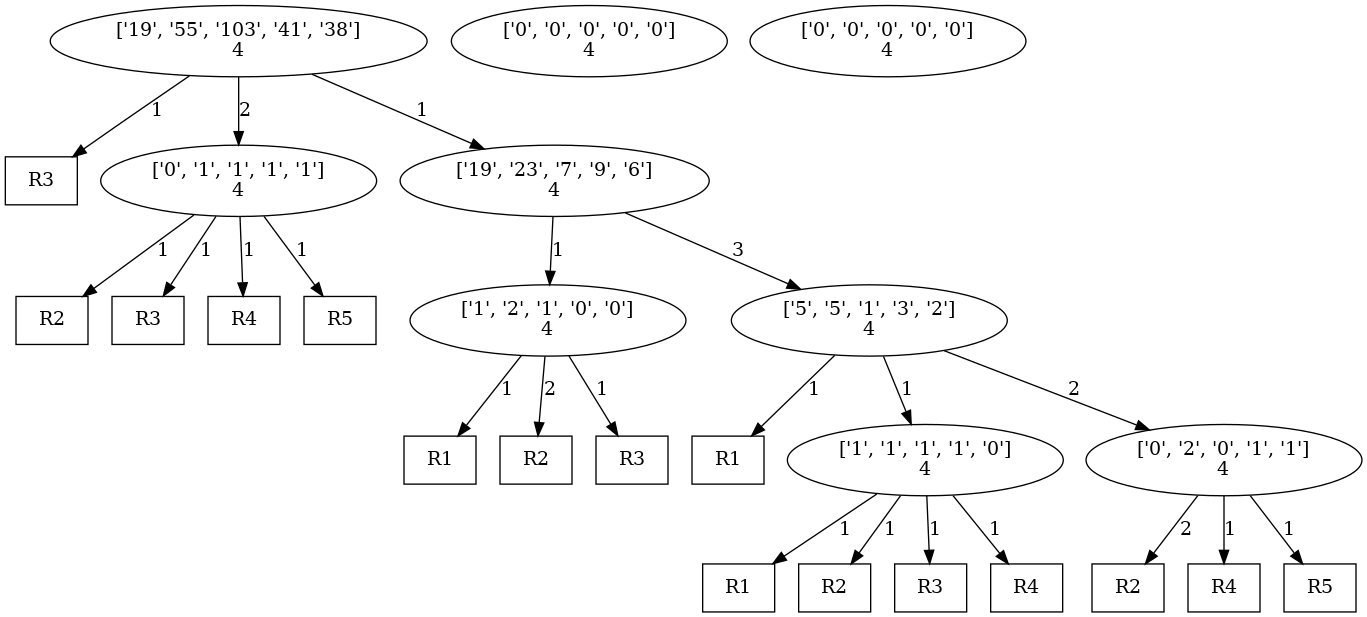 ['19', '55', '103', '41', '38']
4
['0', '0', '0', '0', '0']
4
['0', '0', '0', '0', '0']
4
1
2
1
R3
['0', '1', '1', '1', '1']
4
['19', '23', '7', '9', '6']
4
1
1
1
1
1
3
R2
R3
R4
R5
['1', '2', '1', '0', '0']
4
['5', '5', '1', '3', '2']
4
1
2
1
1
1
2
R1
R2
R3
R1
['1', '1', '1', '1', '0']
4
['0', '2', '0', '1', '1']
4
1
1
1
1
2
1
1
R1
R2
R3
R4
R2
R4
R5